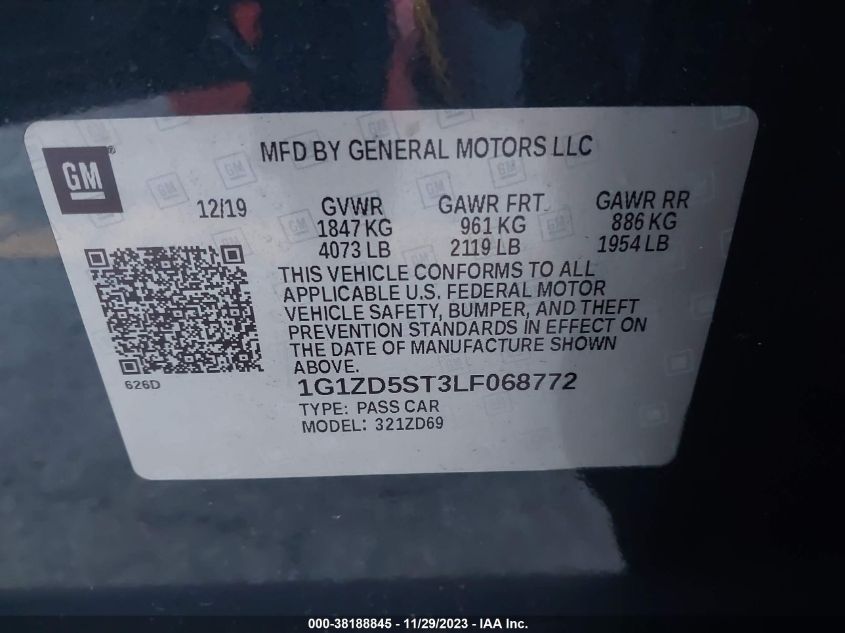 GM
MFD BY GENERAL MOTORS LLC
12/19 GVWR GAWR FRT. GAWR RR
1847 KG 961 KG 886 KG
4073 LB 2119 LB 1954 LB
THIS VEHICLE CONFORMS TO ALL
APPLICABLE U.S. FEDERAL MOTOR
VEHICLE SAFETY, BUMPER, AND THEFT
PREVENTION STANDARDS IN EFFECT ON
THE DATE OF MANUFACTURE SHOWN
ABOVE.
626D
1G1ZD5ST3LF068772
TYPE: PASS CAR
MODEL: 321ZD69
000-38188845 - 11/29/2023 - IAA Inc.